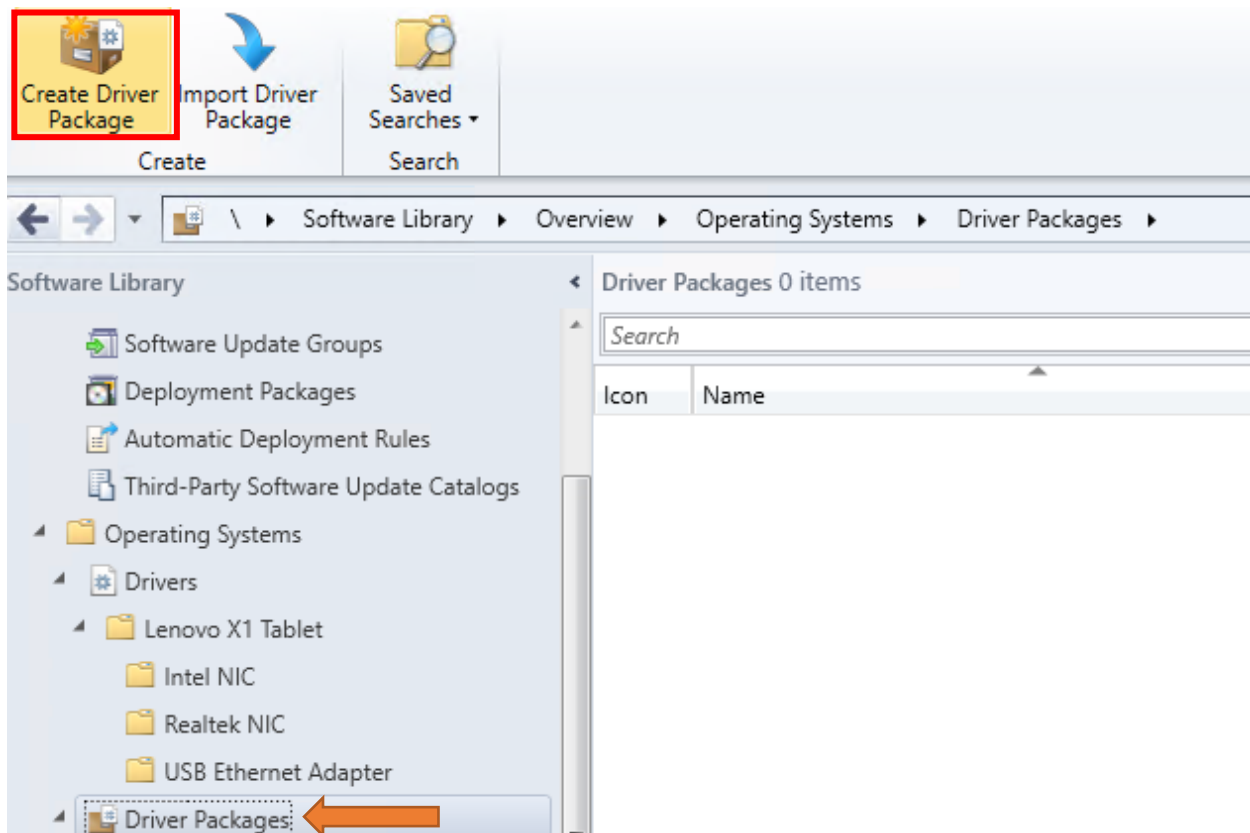 Create Driver
Package
Import Driver
Package
Saved
Searches
Create
Search
\ Software Library Overview Operating Systems Driver Packages
Software Library
Driver Packages 0 items
Search
Software Update Groups
Deployment Packages
Icon Name
Automatic Deployment Rules
Third-Party Software Update Catalogs
Operating Systems
Drivers
Lenovo X1 Tablet
Intel NIC
Realtek NIC
USB Ethernet Adapter
Driver Packages